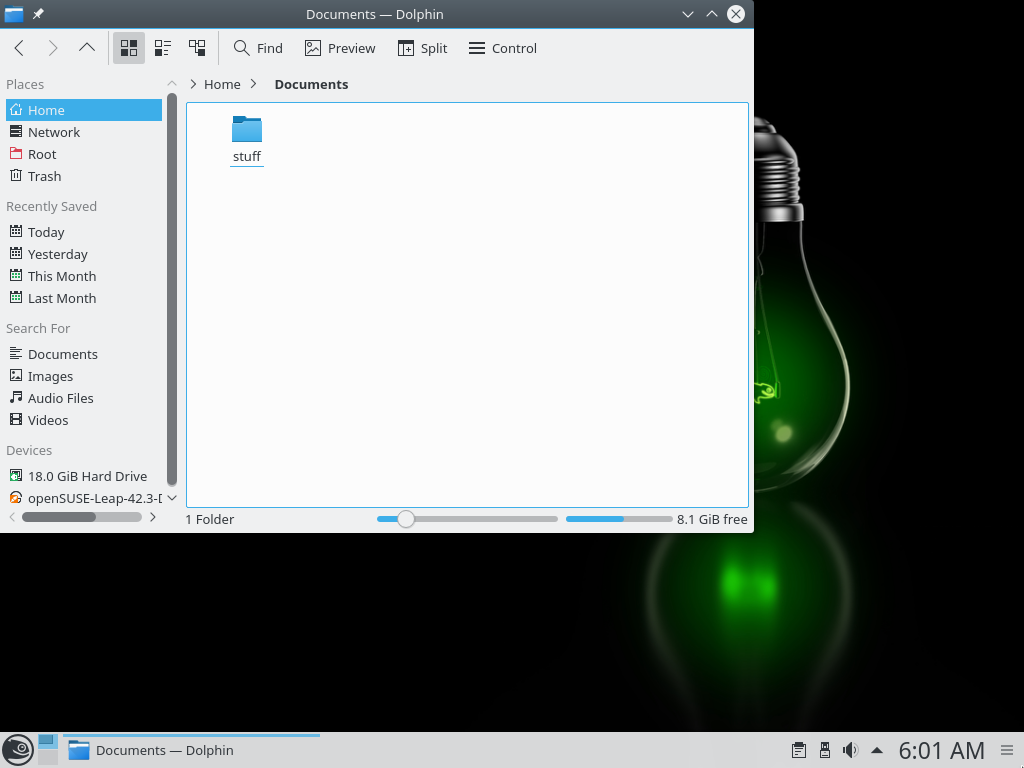 Documents — Dolphin
Find Preview Split Control
Places
Home > Documents
Home
Network
Root
Trash
Recently Saved
Today
Yesterday
This Month
Last Month
Search For
Documents
Images
Audio Files
Videos
Devices
18.0 GiB Hard Drive
openSUSE-Leap-42.3-
stuff
1 Folder
8.1 GiB free
Documents — Dolphin
6:01 AM